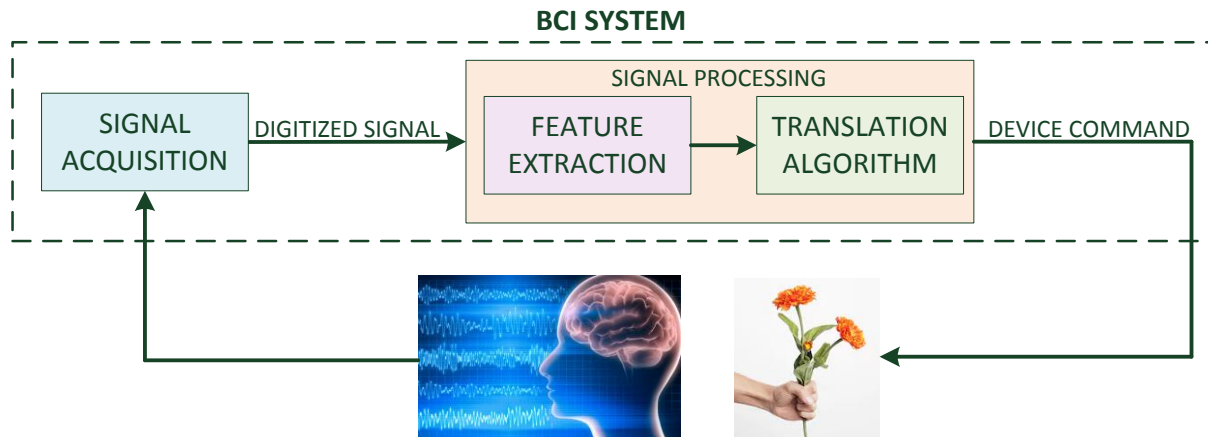 BCI SYSTEM
SIGNAL PROCESSING
SIGNAL
ACQUISITION
DIGITIZED SIGNAL
FEATURE
EXTRACTION
TRANSLATION
ALGORITHM
DEVICE COMMAND